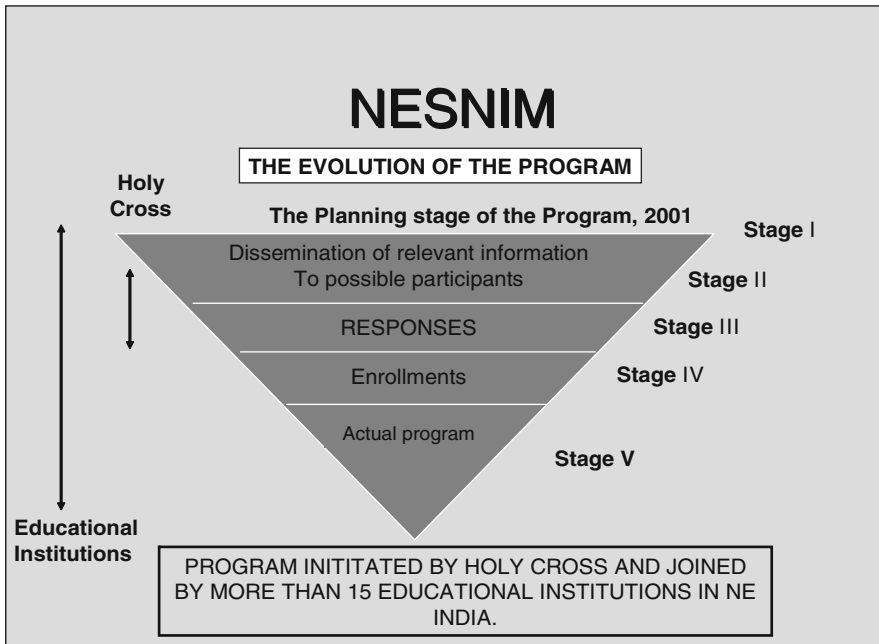 NESNIM
THE EVOLUTION OF THE PROGRAM
Holy
Cross
The Planning stage of the Program, 2001
Stage I
Dissemination of relevant information
To possible participants
Stage II
RESPONSES
Stage III
Enrollments
Stage IV
Actual program
Stage V
Educational
Institutions
PROGRAM INITITATED BY HOLY CROSS AND JOINED
BY MORE THAN 15 EDUCATIONAL INSTITUTIONS IN NE
INDIA.